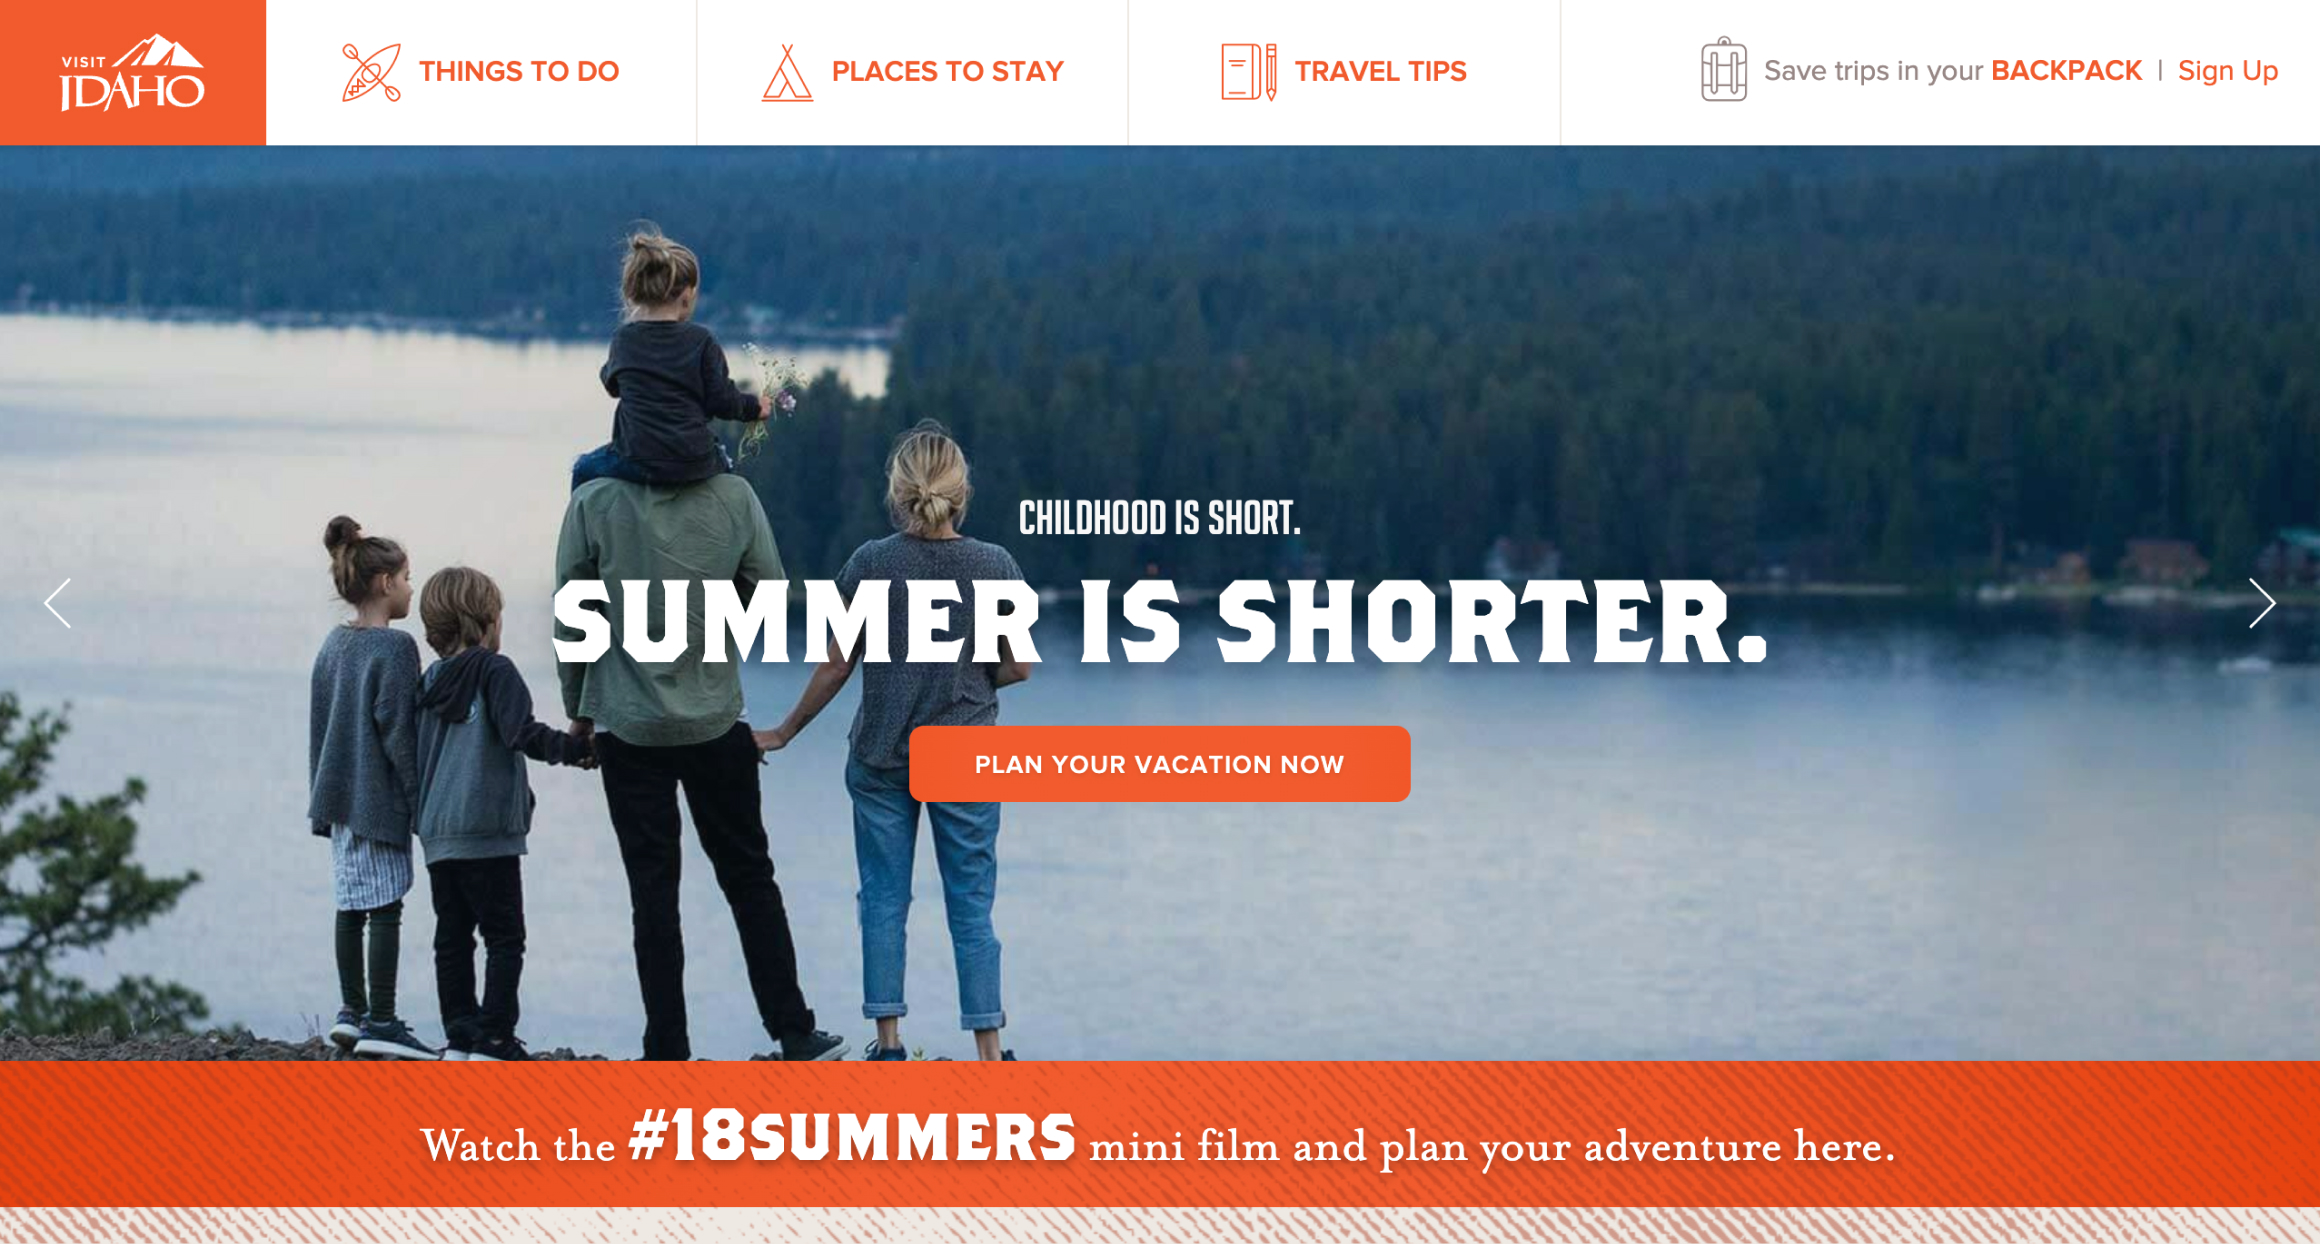 VISIT
IDAHO
THINGS TO DO
PLACES TO STAY
TRAVEL TIPS
Save trips in your BACKPACK | Sign Up
CHILDHOOD IS SHORT.
SUMMER IS SHORTER.
PLAN YOUR VACATION NOW
Watch the #18SUMMERS mini film and plan your adventure here.